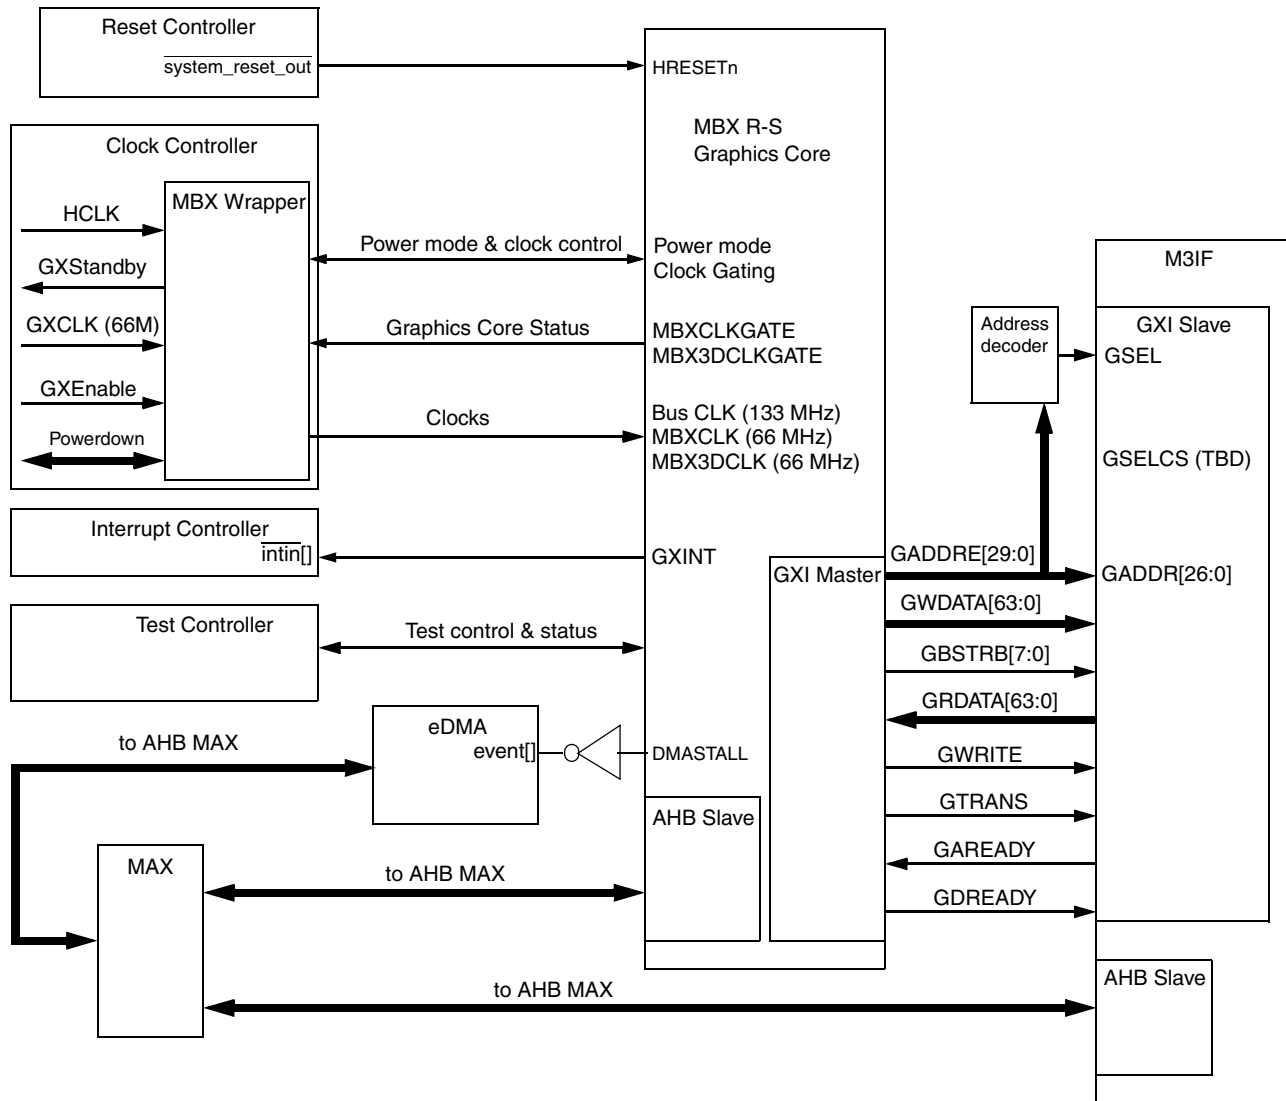 Reset Controller
system_reset_out
HRESETn
MBX R-S
Graphics Core
Clock Controller
MBX Wrapper
HCLK
GXStandby
GXCLK (66M)
GXEnable
Powerdown
Power mode & clock control
Power mode
Clock Gating
Graphics Core Status
MBXCLKGATE
MBX3DCLKGATE
Clocks
Bus CLK (133 MHz)
MBXCLK (66 MHz)
MBX3DCLK (66 MHz)
M3IF
Address
decoder
GXI Slave
GSEL
GSELCS (TBD)
Interrupt Controller
intin[]
GXINT
GXI Master
GADDRE[29:0]
GADDR[26:0]
GWDATA[63:0]
Test Controller
Test control & status
GBSTRB[7:0]
GRDATA[63:0]
eDMA
event[]
DMASTALL
to AHB MAX
GWRITE
GTRANS
AHB Slave
GAREADY
MAX
to AHB MAX
GDREADY
to AHB MAX
AHB Slave